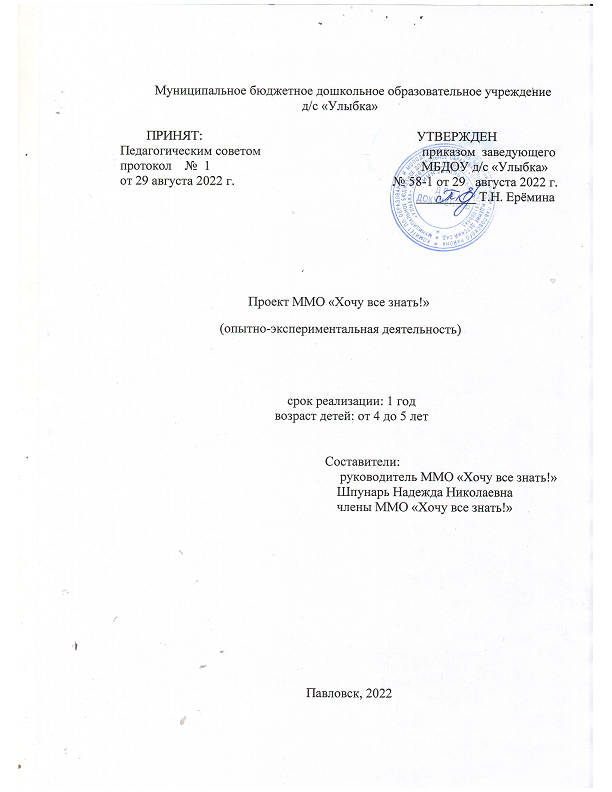 Муниципальное бюджетное дошкольное образовательное учреждение
д/с «Улыбка»
ПРИНЯТ:
Педагогическим советом
протокол № 1
от 29 августа 2022 г.
УТВЕРЖДЕН
приказом заведующего
МБДОУ д/с «Улыбка»
№ 58-1 от 29 августа 2022 г.
Т.Н. Ерёмина
Проект ММО «Хочу все знать!»
(опытно-экспериментальная деятельность)
срок реализации: 1 год
возраст детей: от 4 до 5 лет
Составители:
руководитель ММО «Хочу все знать!»
Шпунарь Надежда Николаевна
члены ММО «Хочу все знать!»
Павловск, 2022